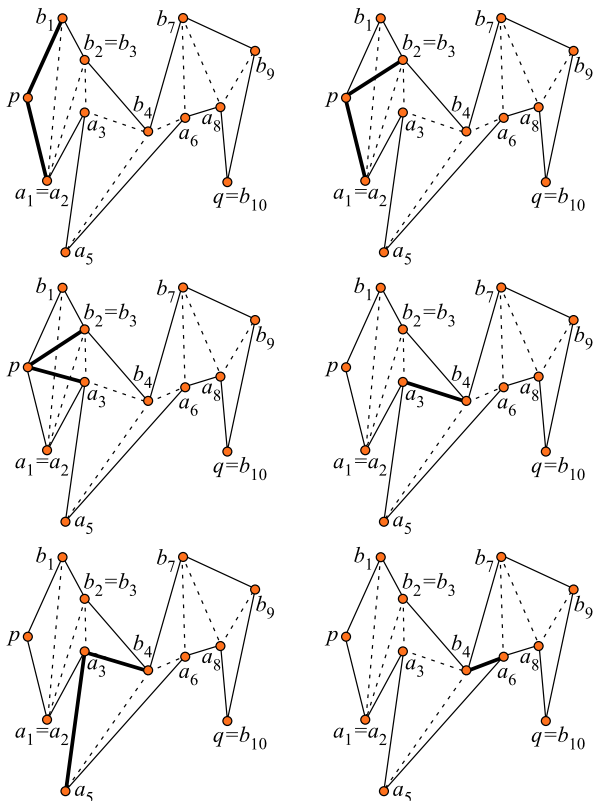 b₁ b₇ b₁ b₇
b₂=b₃ b₂=b₃
b₉ b₉
p p
b₄ b₄
a₃ a₆ a₈ a₃ a₆ a₈
a₁=a₂ q=b₁₀ a₁=a₂ q=b₁₀
a₅ a₅
b₁ b₇ b₁ b₇
b₂=b₃ b₂=b₃
b₉ b₉
p p
b₄ b₄
a₃ a₆ a₈ a₃ a₆ a₈
a₁=a₂ q=b₁₀ a₁=a₂ q=b₁₀
a₅ a₅
b₁ b₇ b₁ b₇
b₂=b₃ b₂=b₃
b₉ b₉
p p
b₄ b₄
a₃ a₆ a₈ a₃ a₆ a₈
a₁=a₂ q=b₁₀ a₁=a₂ q=b₁₀
a₅ a₅